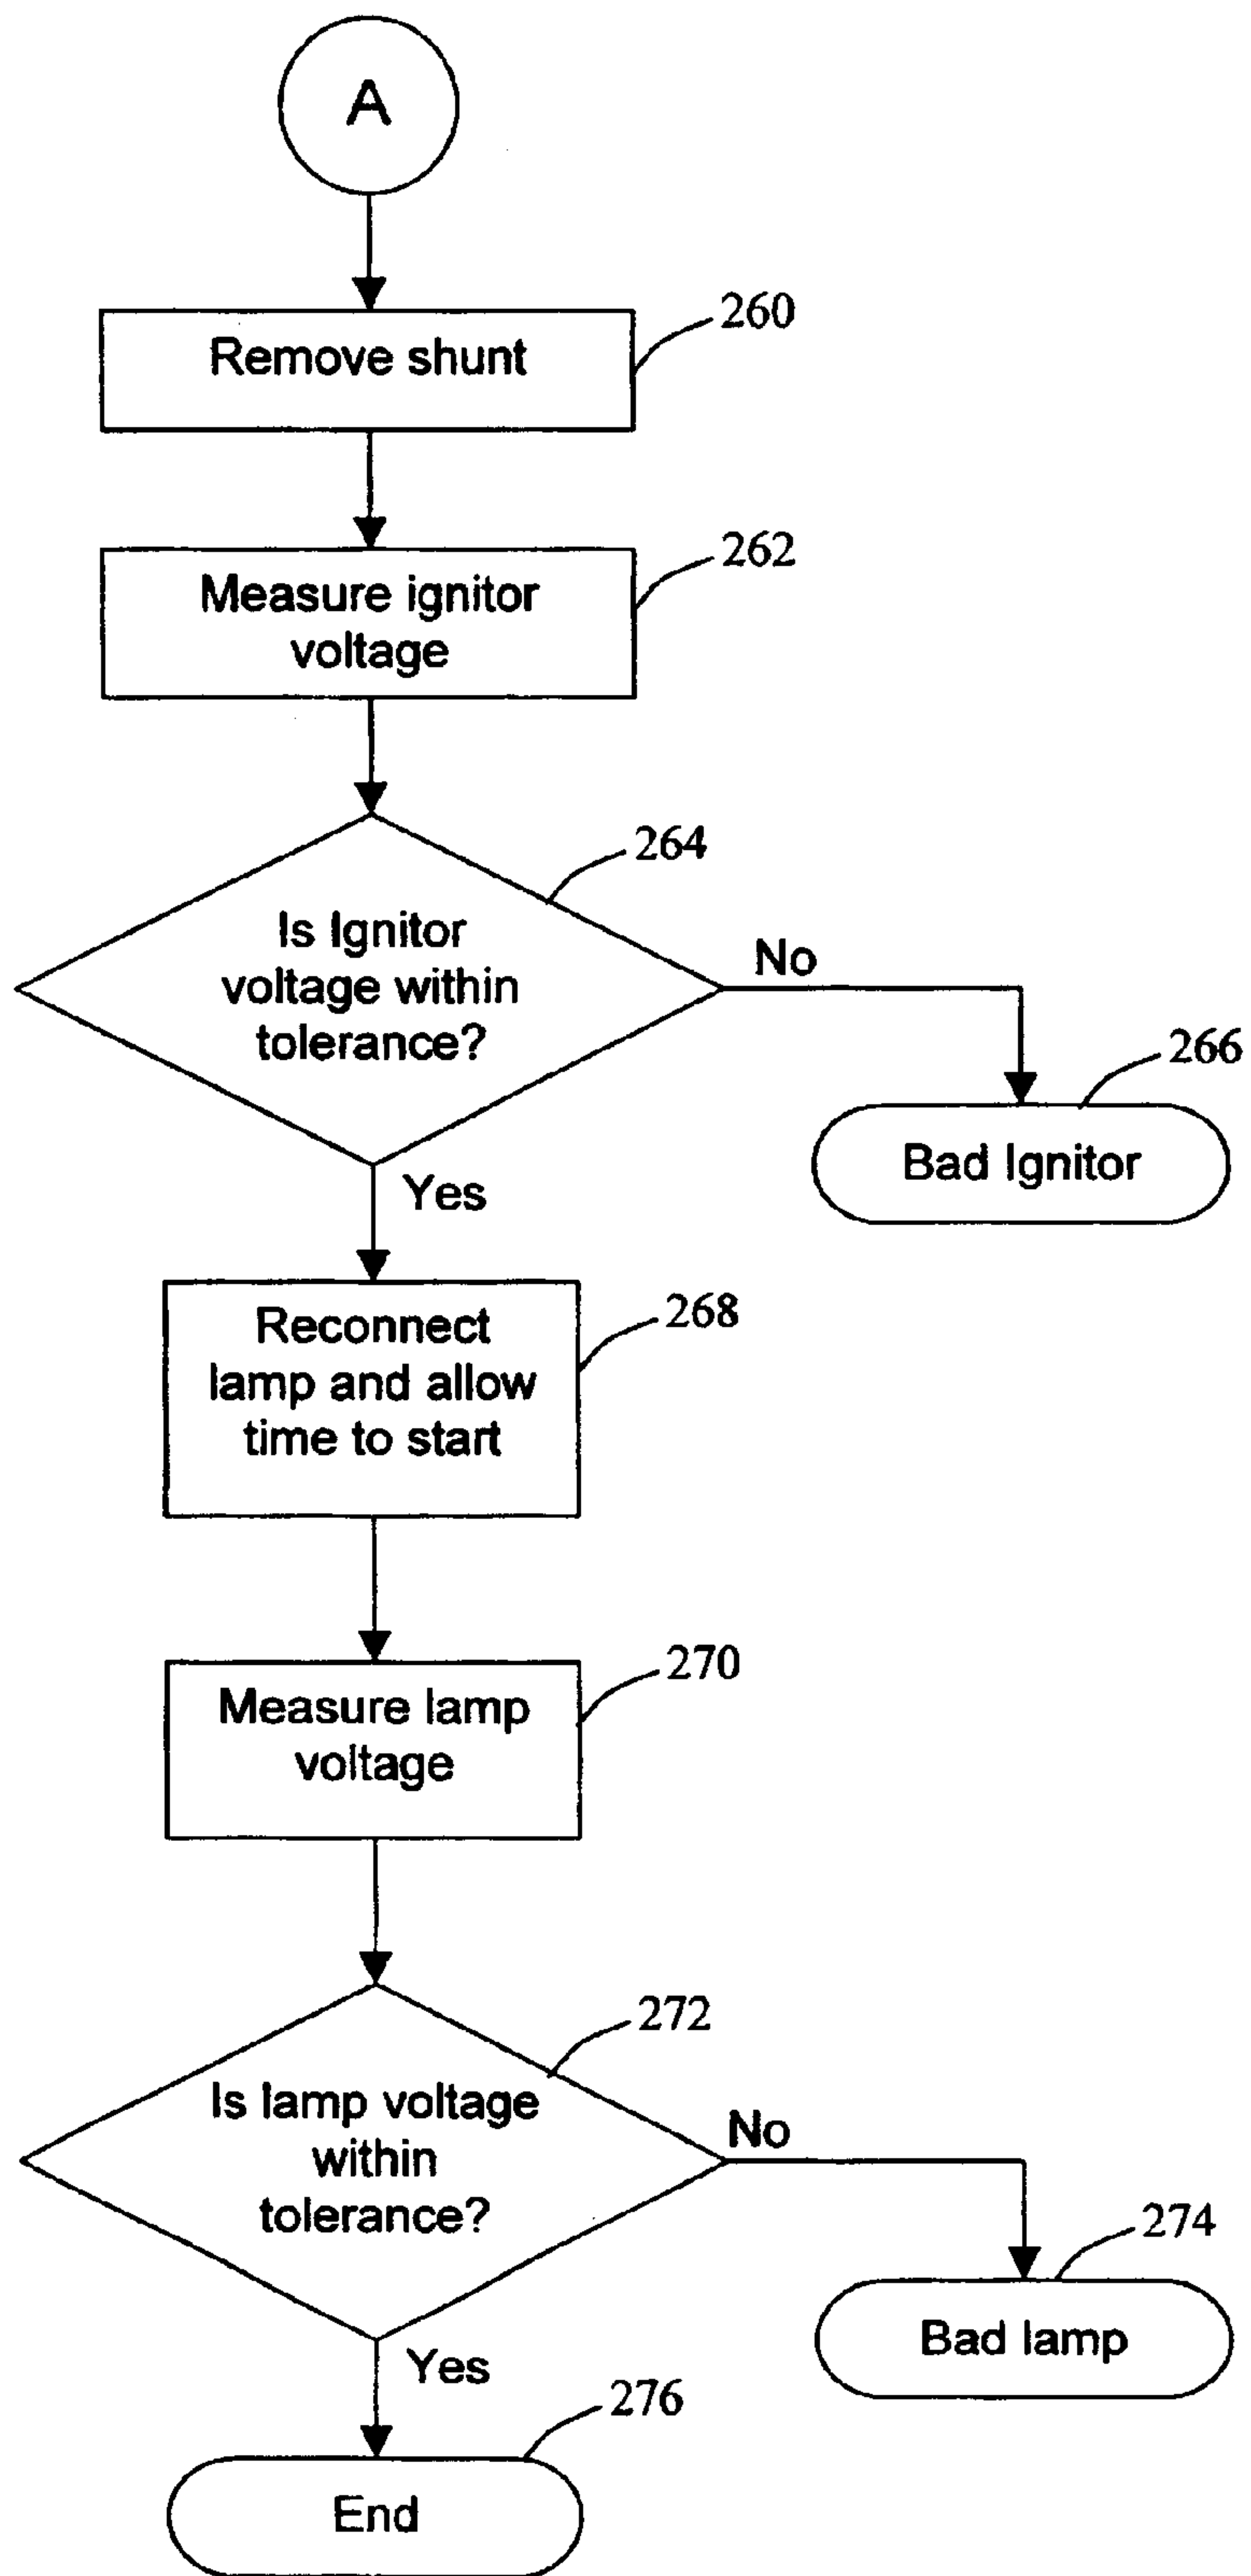 A
260
Remove shunt
262
Measure ignitor
voltage
264
Is Ignitor
voltage within
tolerance?
No
266
Bad Ignitor
Yes
268
Reconnect
lamp and allow
time to start
270
Measure lamp
voltage
272
Is lamp voltage
within
tolerance?
No
274
Bad lamp
Yes
276
End